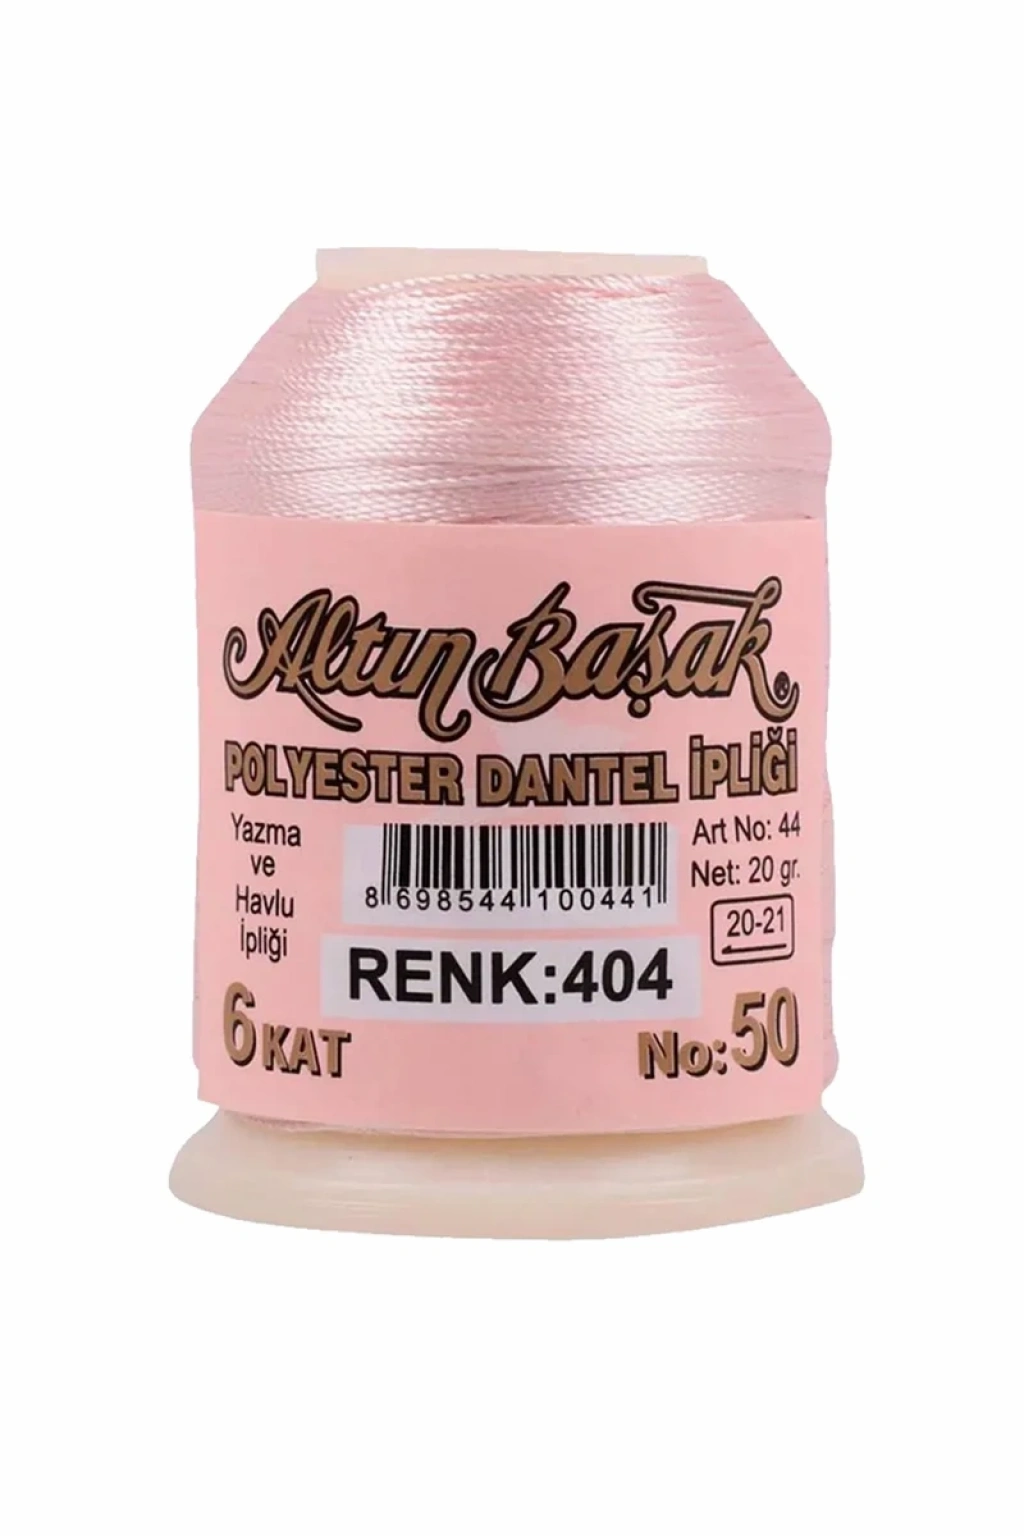 Altın Başak ®
POLYESTER DANTEL İPLİĞİ
Yazma
ve
Havlu
İpliği
8 698544 100441
Art No: 44
Net: 20 gr.
20-21
RENK:404
6 KAT
No:50